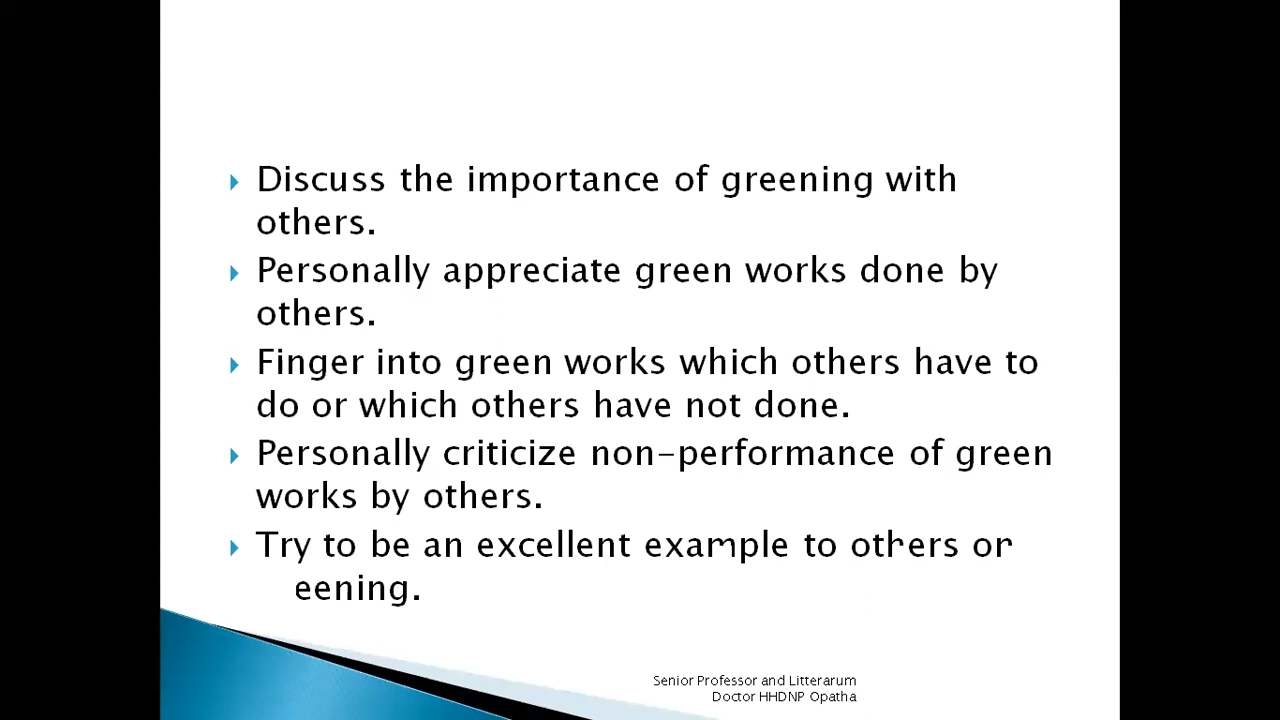 Discuss the importance of greening with
others.
Personally appreciate green works done by
others.
Finger into green works which others have to
do or which others have not done.
Personally criticize non-performance of green
works by others.
Try to be an excellent example to others or
eening.
Senior Professor and Litterarum
Doctor HHDNP Opatha